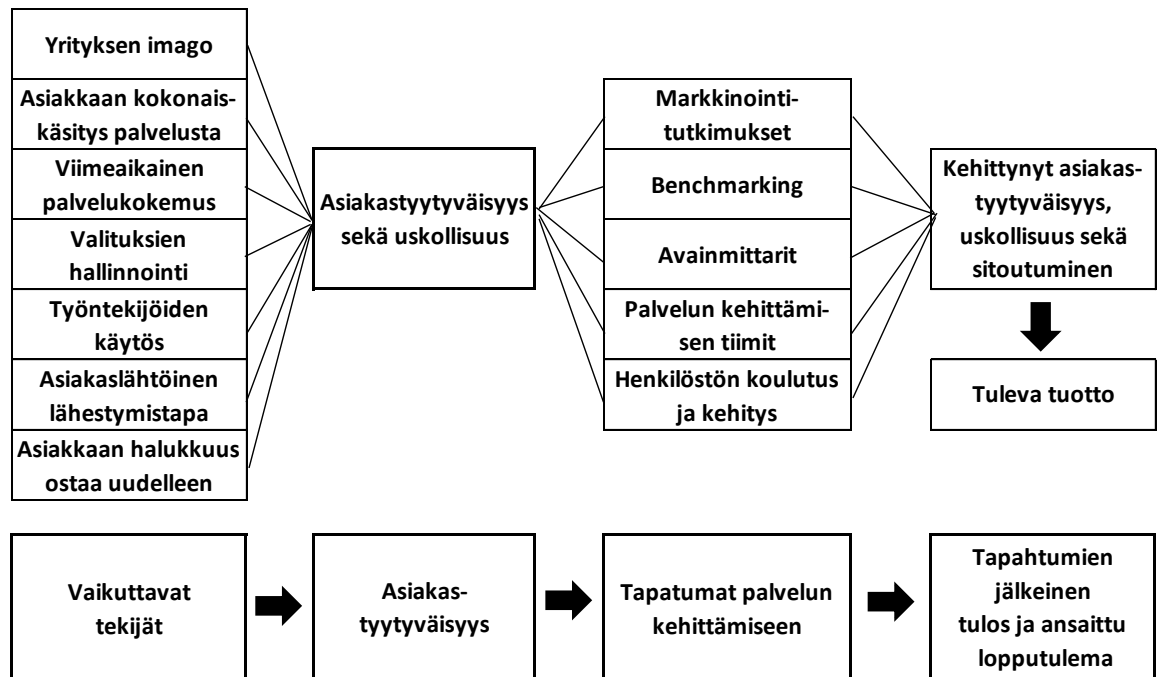 Yrityksen imago
Asiakkaan kokonais-
käsitys palvelusta
Viimeaikainen
palvelukokemus
Valituksien
hallinnointi
Työntekijöiden
käytös
Asiakaslähtöinen
lähestymistapa
Asiakkaan halukkuus
ostaa uudelleen
Asiakastyytyväisyys
sekä uskollisuus
Markkinointi-
tutkimukset
Benchmarking
Avainmittarit
Palvelun kehittämi-
sen tiimit
Henkilöstön koulutus
ja kehitys
Kehittynyt asiakas-
tyytyväisyys,
uskollisuus sekä
sitoutuminen
Tuleva tuotto
Vaikuttavat
tekijät
Asiakas-
tyytyväisyys
Tapatumat palvelun
kehittämiseen
Tapahtumien
jälkeinen
tulos ja ansaittu
lopputulema